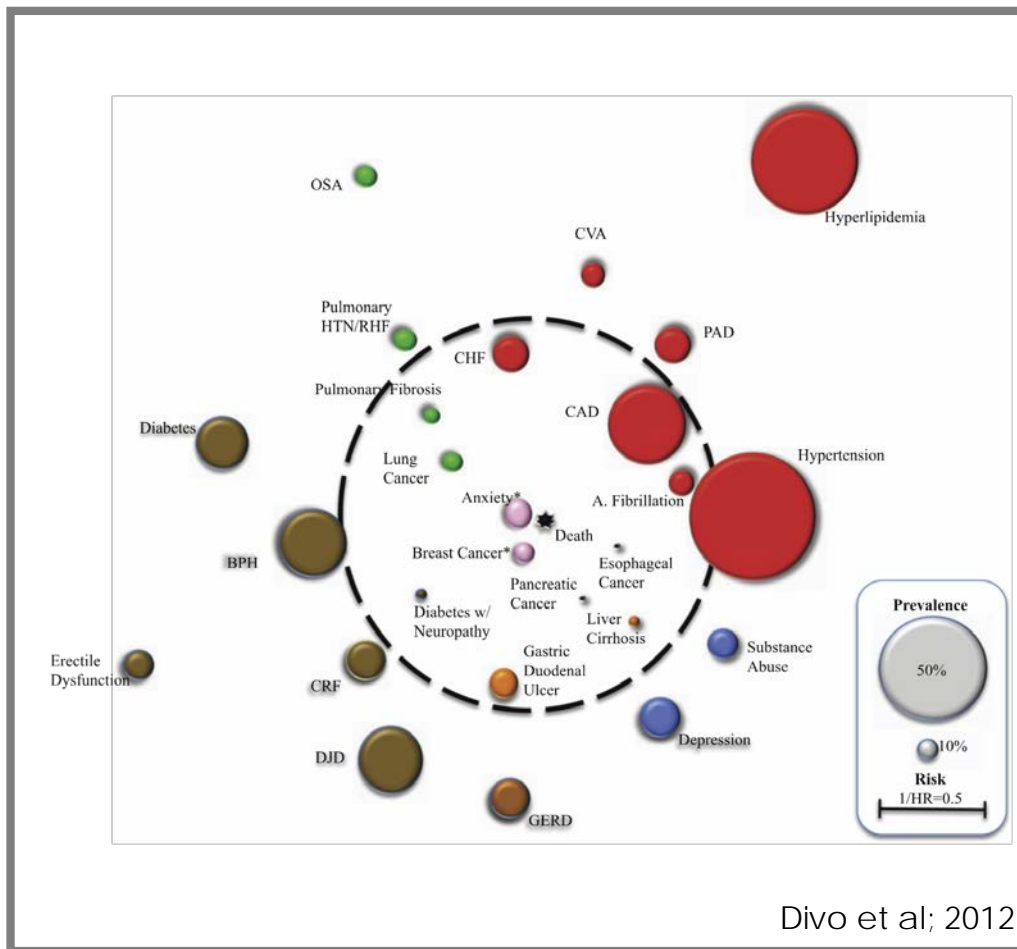 OSA
Hyperlipidemia
CVA
Pulmonary
HTN/RHF
PAD
CHF
Pulmonary Fibrosis
CAD
Diabetes
Lung
Cancer
Hypertension
Anxiety*
A. Fibrillation
Death
Breast Cancer*
BPH
Esophageal
Cancer
Pancreatic
Cancer
Diabetes w/
Neuropathy
Liver
Cirrhosis
Erectile
Dysfunction
CRF
Gastric
Duodenal
Ulcer
Substance
Abuse
Depression
DJD
GERD
Prevalence
50%
10%
Risk
1/HR=0.5
Divo et al; 2012